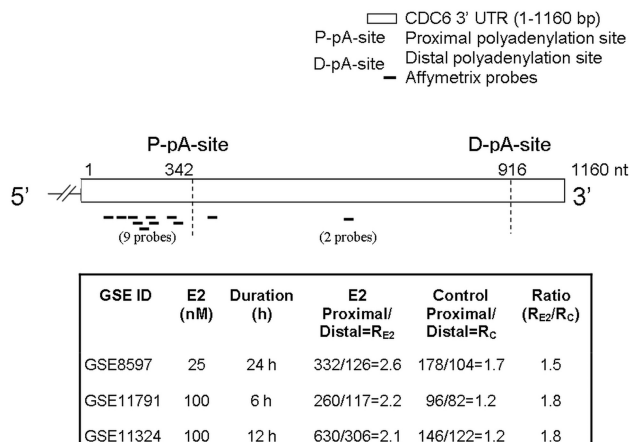 CDC6 3' UTR (1-1160 bp)
P-pA-site Proximal polyadenylation site
D-pA-site Distal polyadenylation site
Affymetrix probes
P-pA-site D-pA-site
1 342 916 1160 nt
5’ 3’
(9 probes) (2 probes)
GSE ID E2 (nM) Duration (h) E2 Proximal/ Distal=R_E2 Control Proximal/ Distal=R_C Ratio (R_E2/R_C)
GSE8597 25 24 h 332/126=2.6 178/104=1.7 1.5
GSE11791 100 6 h 260/117=2.2 96/82=1.2 1.8
GSE11324 100 12 h 630/306=2.1 146/122=1.2 1.8